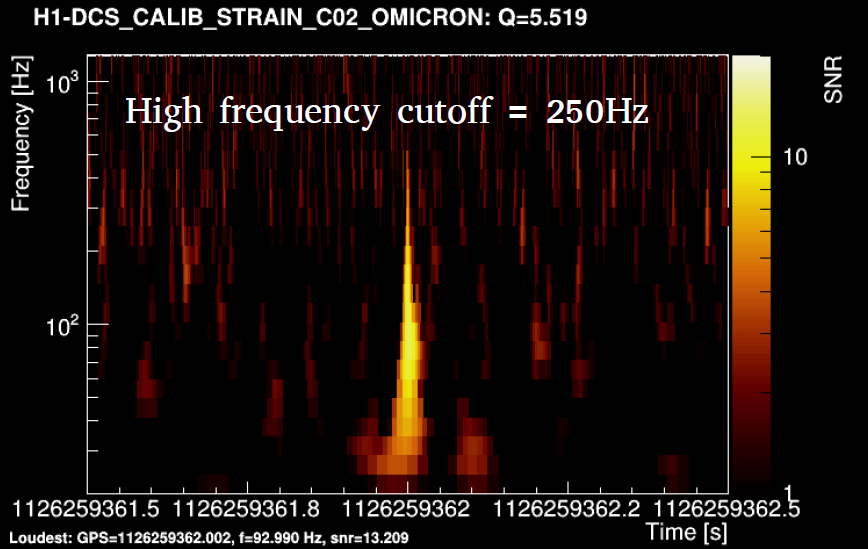 H1-DCS_CALIB_STRAIN_C02_OMICRON: Q=5.519
Frequency [Hz]
10³
10²
High frequency cutoff = 250Hz
SNR
10
1
1126259361.5 1126259361.8 1126259362 1126259362.2 1126259362.5
Time [s]
Loudest: GPS=1126259362.002, f=92.990 Hz, snr=13.209